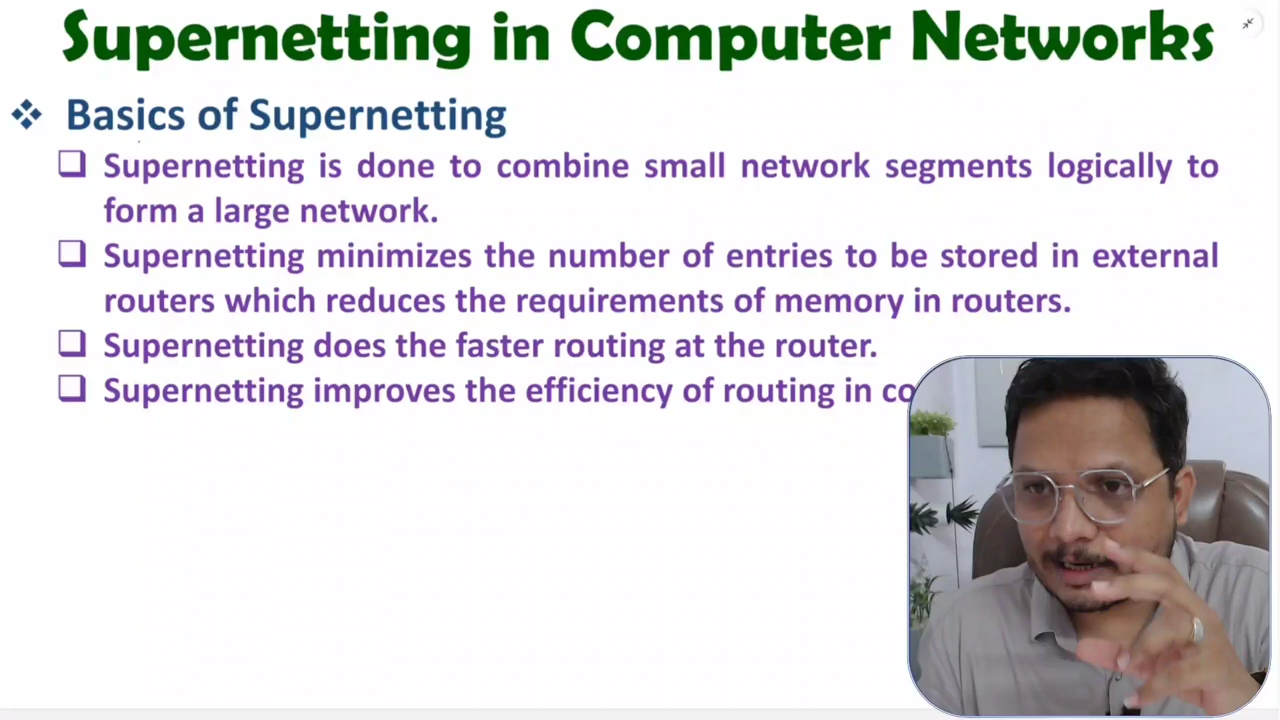 Supernetting in Computer Networks
Basics of Supernetting
Supernetting is done to combine small network segments logically to
form a large network.
Supernetting minimizes the number of entries to be stored in external
routers which reduces the requirements of memory in routers.
Supernetting does the faster routing at the router.
Supernetting improves the efficiency of routing in